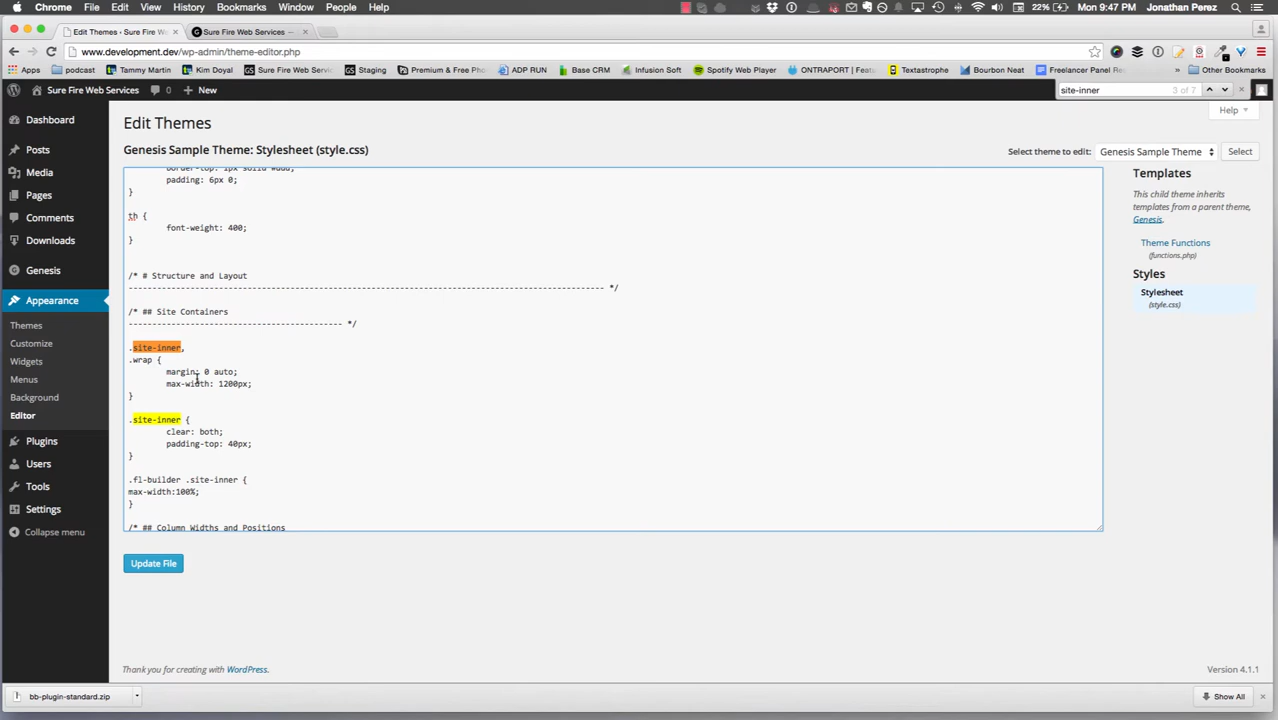 Chrome File Edit View History Bookmarks Window People Help 22% Mon 9:47 Jonathan Perez
Edit Themes ‹ Sure Fire We
Sure Fire Web Services —
www.development.dev/wp-admin/theme-editor.php
Apps podcast Tammy Martin Kim Doyal Sure Fire Web Servi Staging Premium & Free Pho ADP RUN Base CRM Infusion Soft Spotify Web Player ONTRAPORT | Feat Textastrophe Bourbon Neat Freelancer Panel Re » Other Bookmarks
Sure Fire Web Services 0 + New
site-inner 3 of 7
Help
Dashboard
Posts
Media
Pages
Comments
Downloads
Genesis
Appearance
Themes
Customize
Widgets
Menus
Background
Editor
Plugins
Users
Tools
Settings
Collapse menu
Edit Themes
Genesis Sample Theme: Stylesheet (style.css)
Select theme to edit: Genesis Sample Theme Select
padding: 6px 0;
}
th {
font-weight: 400;
}
/* # Structure and Layout
--------------------------------------------------------------------------------------------------------- */
/* ## Site Containers
--------------------------------------------- */
.site-inner,
.wrap {
margin: 0 auto;
max-width: 1200px;
}
.site-inner {
clear: both;
padding-top: 40px;
}
.fl-builder .site-inner {
max-width:100%;
}
/* ## Column Widths and Positions
Update File
Templates
This child theme inherits
templates from a parent theme,
Genesis.
Theme Functions
(functions.php)
Styles
Stylesheet
(style.css)
Thank you for creating with WordPress.
Version 4.1.1
bb-plugin-standard.zip
Show All